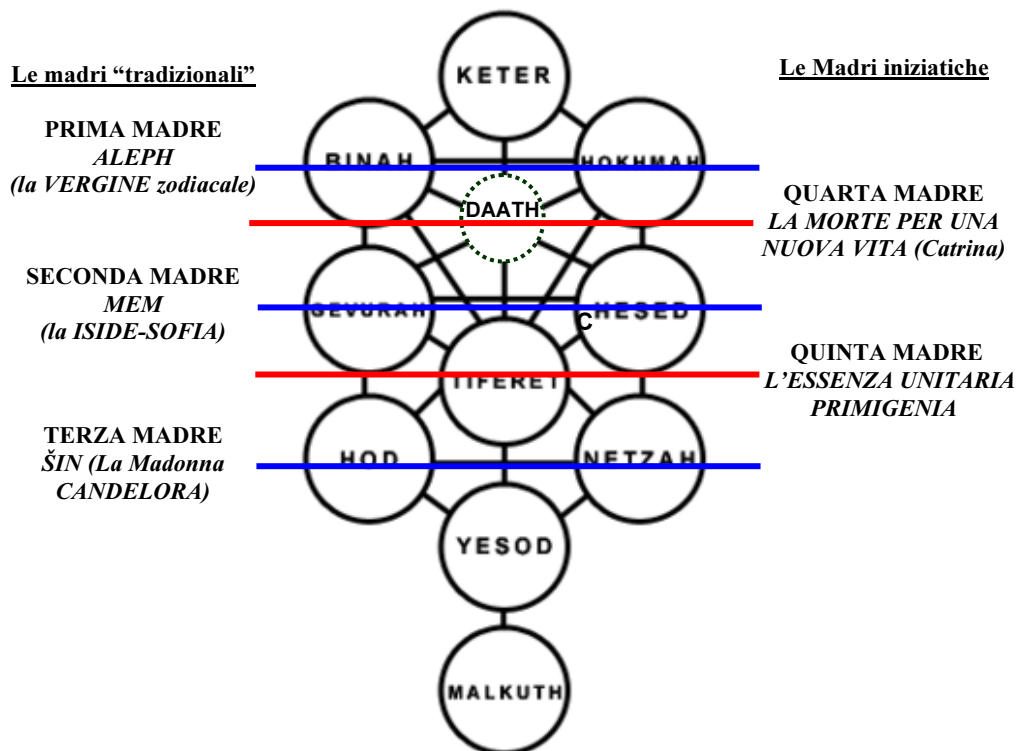 KETER
Le madri “tradizionali”
Le Madri iniziatiche
PRIMA MADRE
ALEPH
(la VERGINE zodiacale)
BINAH
HOKHMAH
DAATH
QUARTA MADRE
LA MORTE PER UNA
NUOVA VITA (Catrina)
SECONDA MADRE
MEM
(la ISIDE-SOFIA)
GEVURAH
CHESED
QUINTA MADRE
L’ESSENZA UNITARIA
PRIMIGENIA
TIFERET
TERZA MADRE
ŠIN (La Madonna
CANDELORA)
HOD
NETZAH
YESOD
MALKUTH